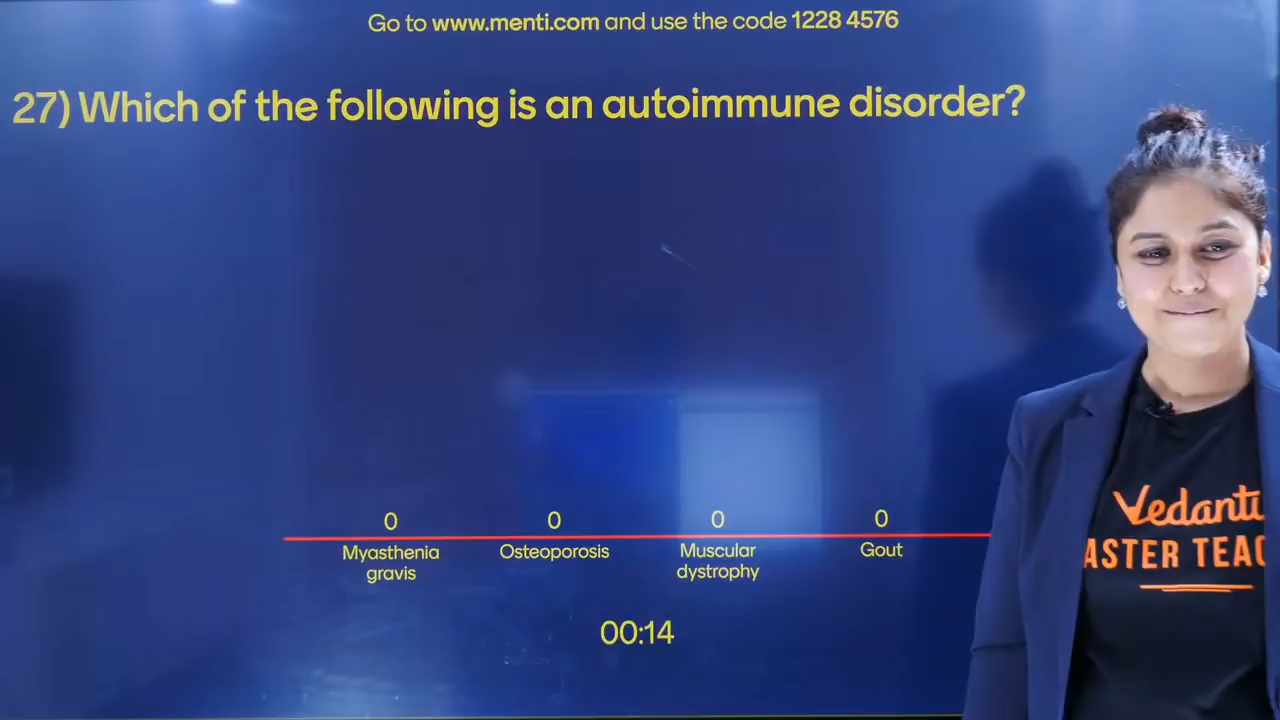 Go to www.menti.com and use the code 1228 4576
27) Which of the following is an autoimmune disorder?
0 0 0 0
Myasthenia gravis
Osteoporosis
Muscular dystrophy
Gout
00:14
Vedantu
ASTER TEAC